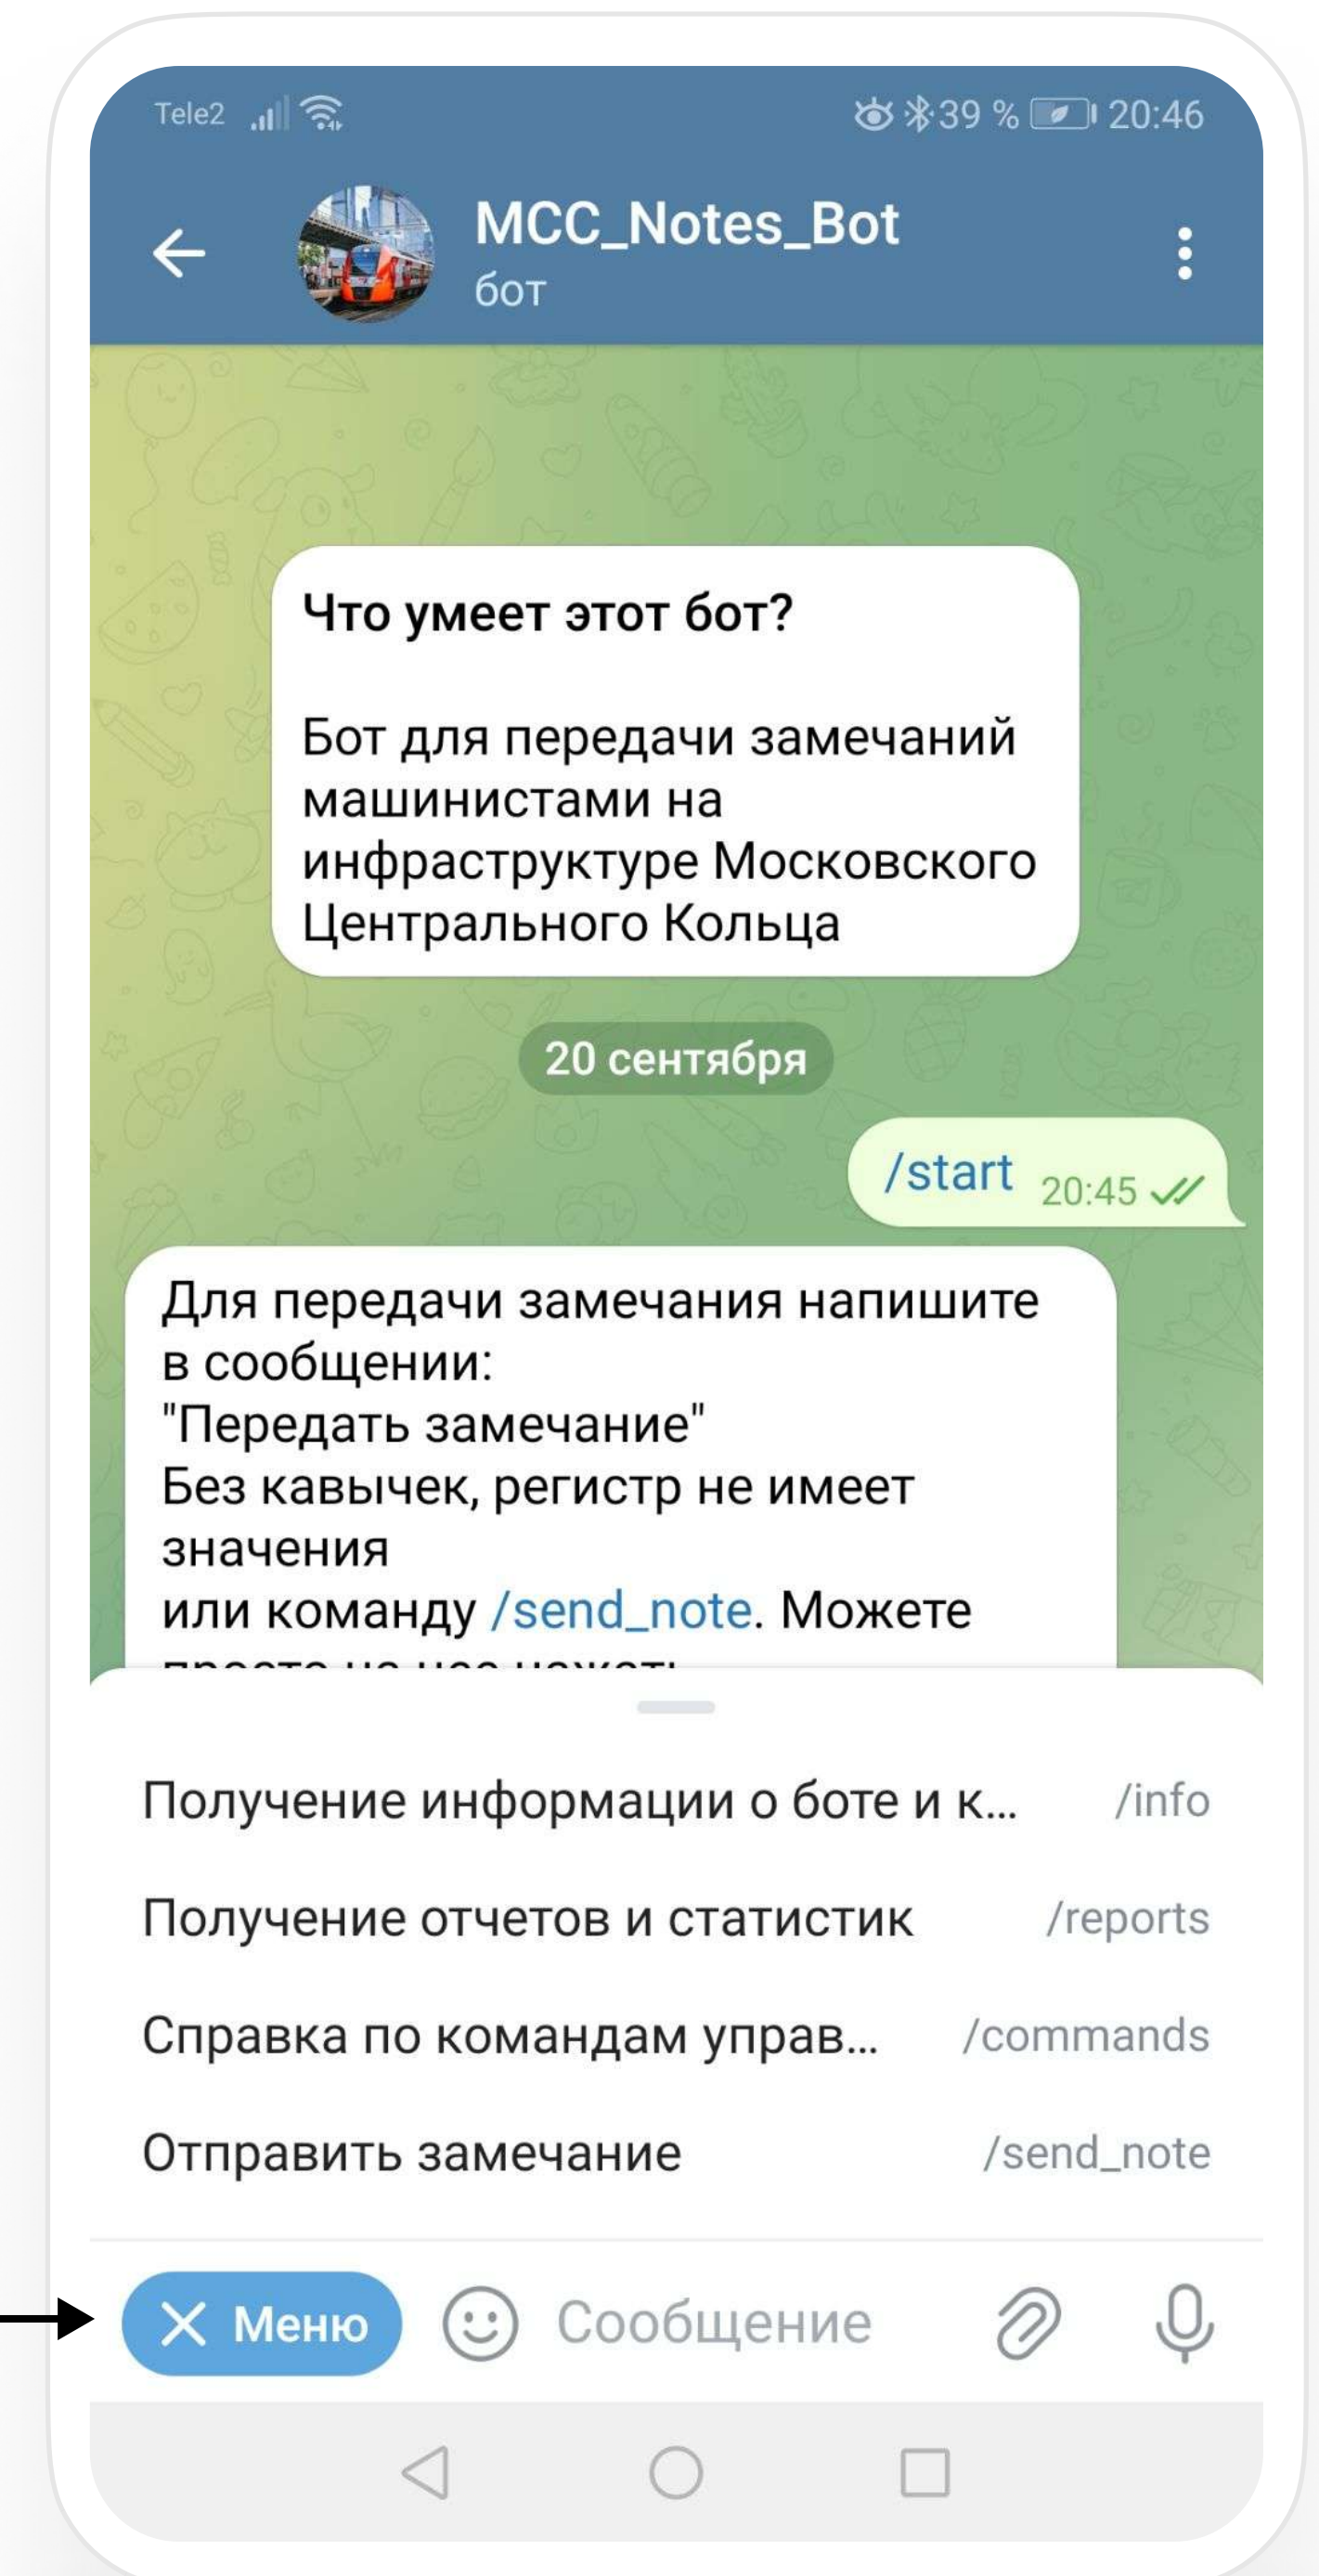 Tele2
39 % 20:46
MCC_Notes_Bot
бот
Что умеет этот бот?
Бот для передачи замечаний
машинистами на
инфраструктуре Московского
Центрального Кольца
20 сентября
/start 20:45
Для передачи замечания напишите
в сообщении:
"Передать замечание"
Без кавычек, регистр не имеет
значения
или команду /send_note. Можете
Получение информации о боте и к... /info
Получение отчетов и статистик /reports
Справка по командам управ... /commands
Отправить замечание /send_note
Меню Сообщение